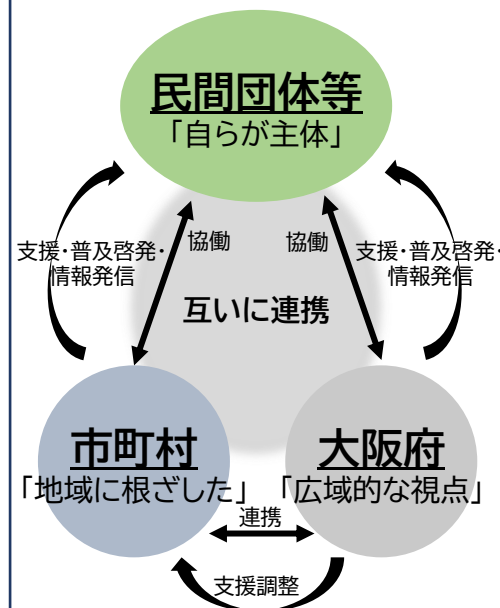 民間団体等
「自らが主体」
支援・普及啓発・
情報発信
協働
協働
支援・普及啓発・
情報発信
互いに連携
市町村
「地域に根ざした」
大阪府
「広域的な視点」
連携
支援調整